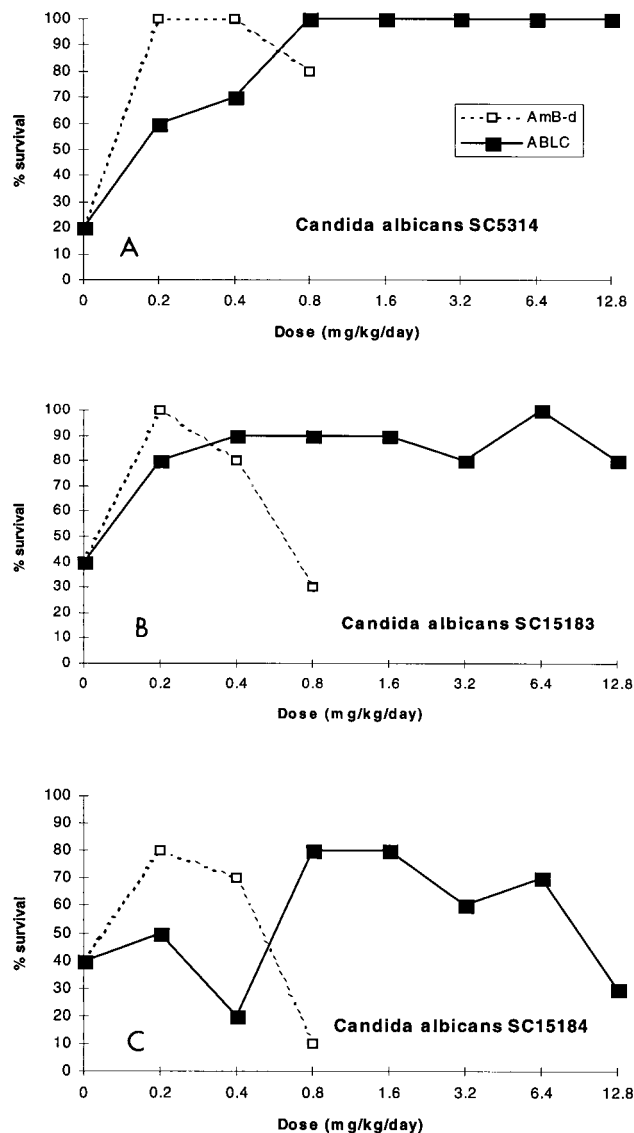 100
90
80
70
60
50
40
30
20
10
0
% survival
AmB-d
ABLC
Candida albicans SC5314
A
0 0.2 0.4 0.8 1.6 3.2 6.4 12.8
Dose (mg/kg/day)
100
90
80
70
60
50
40
30
20
10
0
% survival
B
Candida albicans SC15183
0 0.2 0.4 0.8 1.6 3.2 6.4 12.8
Dose (mg/kg/day)
100
90
80
70
60
50
40
30
20
10
0
% survival
Candida albicans SC15184
C
0 0.2 0.4 0.8 1.6 3.2 6.4 12.8
Dose (mg/kg/day)